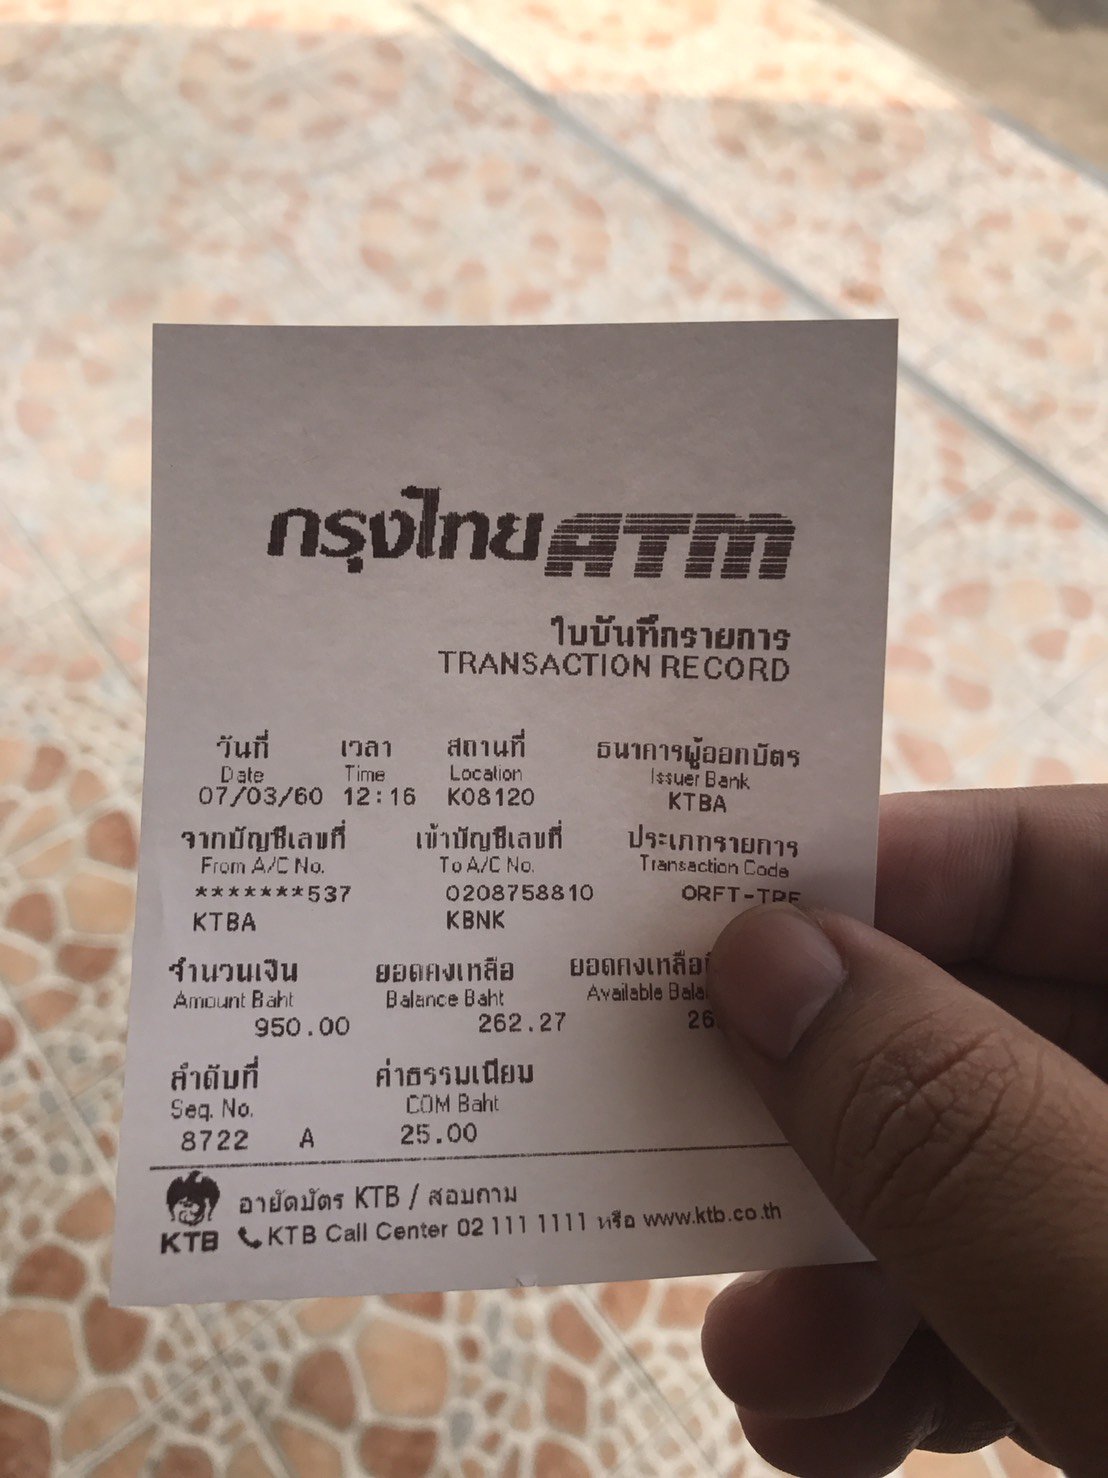 กรุงไทย ATM
ใบบันทึกรายการ
TRANSACTION RECORD
วันที่ เวลา สถานที่ ธนาคารผู้ออกบัตร
Date Time Location Issuer Bank
07/03/60 12:16 K08120 KTBA
จากบัญชีเลขที่ เข้าบัญชีเลขที่ ประเภทรายการ
From A/C No. To A/C No. Transaction Code
*******537 0208758810
KTBA KBNK
จำนวนเงิน ยอดคงเหลือ ยอดคงเหลือ
Amount Baht Balance Baht Available
950.00 262.27
ลำดับที่ ค่าธรรมเนียม
Seq. No. COM Baht
8722 A 25.00
อายัดบัตร KTB / สอบถาม
KTB KTB Call Center 02 111 1111 หรือ www.ktb.co.th